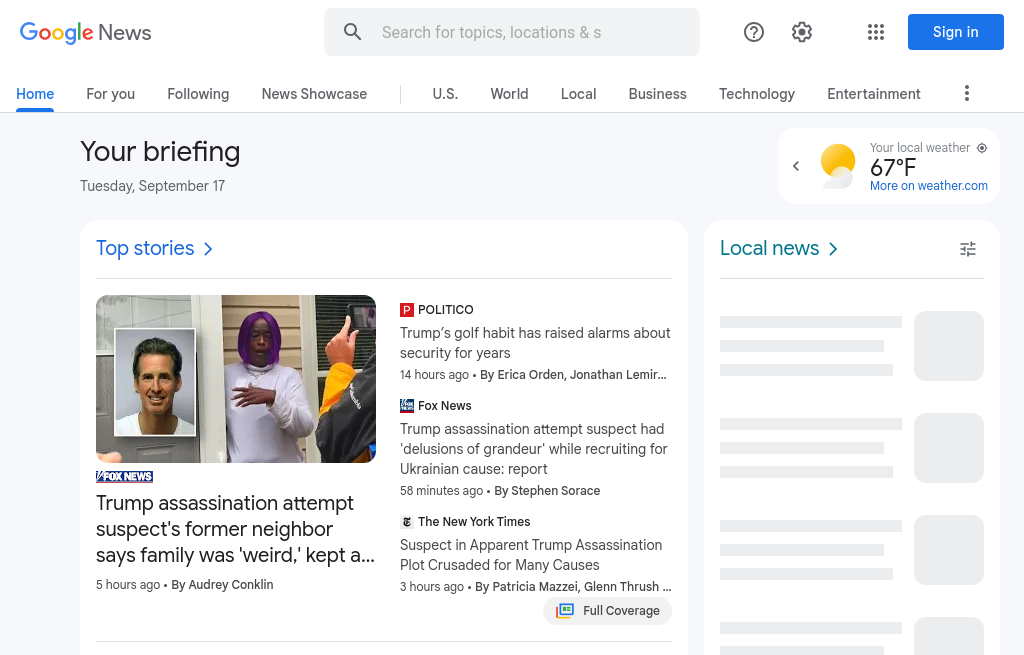 Google News
Search for topics, locations & s
Sign in
Home
For you
Following
News Showcase
U.S.
World
Local
Business
Technology
Entertainment
Your briefing
Tuesday, September 17
Your local weather
67°F
More on weather.com
Top stories
Local news
FOX NEWS
Trump assassination attempt
suspect's former neighbor
says family was 'weird,' kept a...
5 hours ago • By Audrey Conklin
P POLITICO
Trump’s golf habit has raised alarms about
security for years
14 hours ago • By Erica Orden, Jonathan Lemir...
Fox News
Trump assassination attempt suspect had
'delusions of grandeur' while recruiting for
Ukrainian cause: report
58 minutes ago • By Stephen Sorace
The New York Times
Suspect in Apparent Trump Assassination
Plot Crusaded for Many Causes
3 hours ago • By Patricia Mazzei, Glenn Thrush ...
Full Coverage